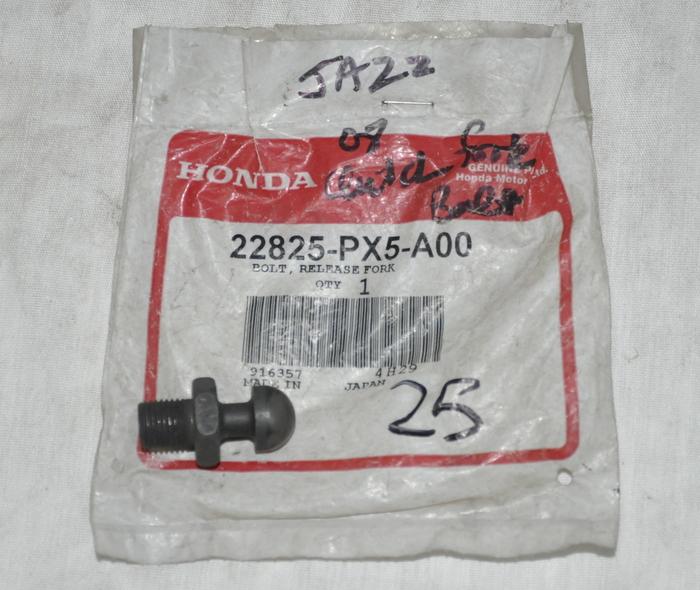 JAZZ
07
HONDA
Clutch fork
GENUINE
Honda Motor
Bolt
22825-PX5-A00
BOLT, RELEASE FORK
QTY 1
916357 4H29
MADE IN JAPAN
25